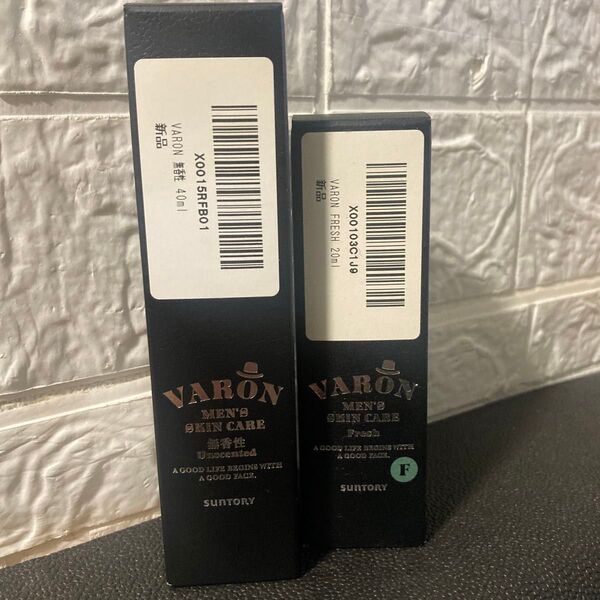 X0015RFB01
VARON 無香性 40ml
新品
VARON
MEN'S
SKIN CARE
無香性
Unscented
A GOOD LIFE BEGINS WITH
A GOOD FACE.
SUNTORY
X00103C1J9
VARON FRESH 20ml
新品
VARON
MEN'S
SKIN CARE
Fresh
A GOOD LIFE BEGINS WITH
A GOOD FACE.
F
SUNTORY